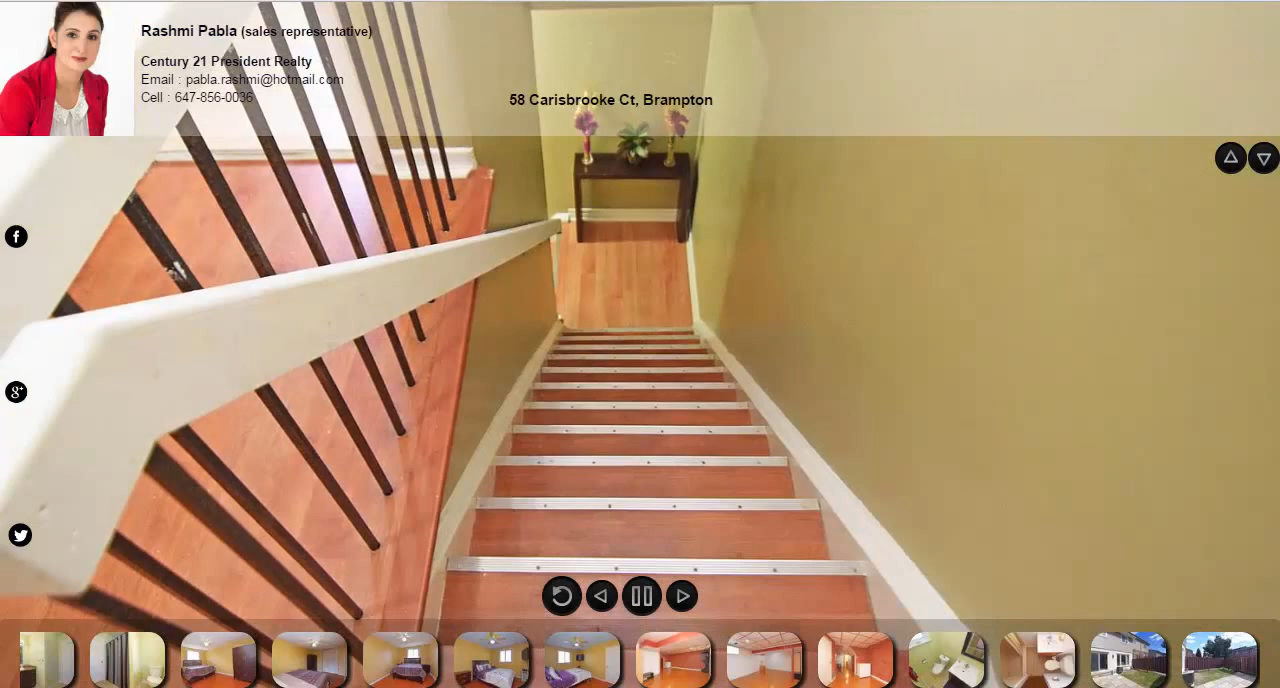 Rashmi Pabla (sales representative)
Century 21 President Realty
Email : pabla.rashmi@hotmail.com
Cell : 647-856-0036
58 Carisbrooke Ct, Brampton